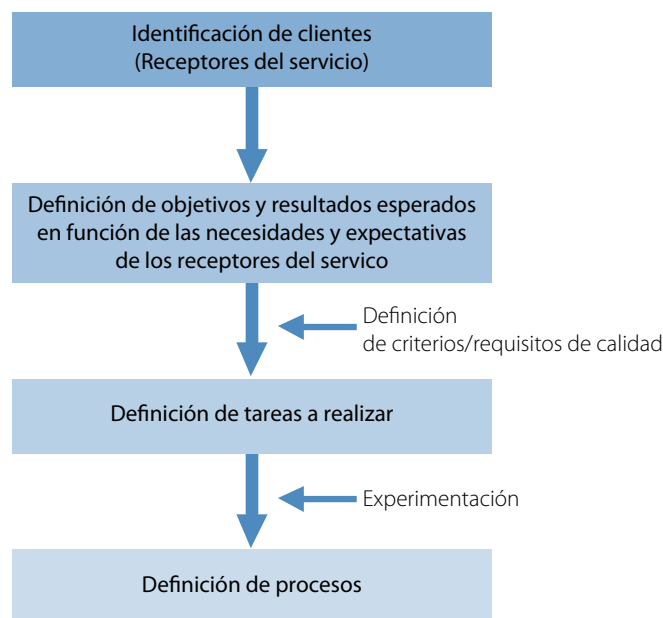 Identificación de clientes
(Receptores del servicio)
Definición de objetivos y resultados esperados
en función de las necesidades y expectativas
de los receptores del servico
Definición
de criterios/requisitos de calidad
Definición de tareas a realizar
Experimentación
Definición de procesos